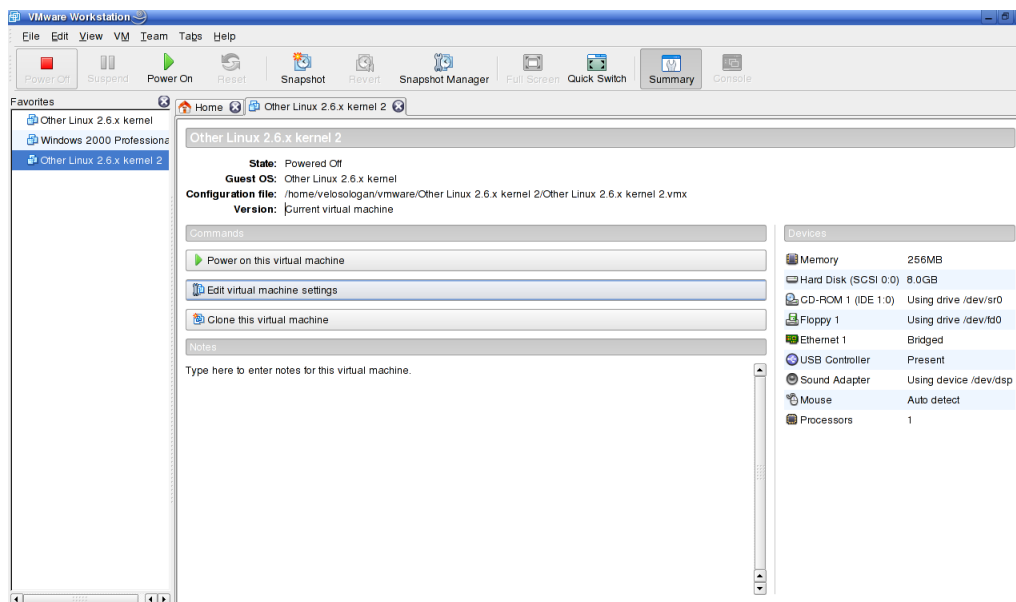 VMware Workstation
File Edit View VM Team Tabs Help
Power Off Suspend Power On Reset Snapshot Revert Snapshot Manager Full Screen Quick Switch Summary Console
Favorites
Other Linux 2.6.x kernel
Windows 2000 Professiona
Other Linux 2.6.x kernel 2
Home Other Linux 2.6.x kernel 2
Other Linux 2.6.x kernel 2
State: Powered Off
Guest OS: Other Linux 2.6.x kernel
Configuration file: /home/velosologan/vmware/Other Linux 2.6.x kernel 2/Other Linux 2.6.x kernel 2.vmx
Version: Current virtual machine
Commands
Power on this virtual machine
Edit virtual machine settings
Clone this virtual machine
Notes
Type here to enter notes for this virtual machine.
Devices
Memory 256MB
Hard Disk (SCSI 0:0) 8.0GB
CD-ROM 1 (IDE 1:0) Using drive /dev/sr0
Floppy 1 Using drive /dev/fd0
Ethernet 1 Bridged
USB Controller Present
Sound Adapter Using device /dev/dsp
Mouse Auto detect
Processors 1